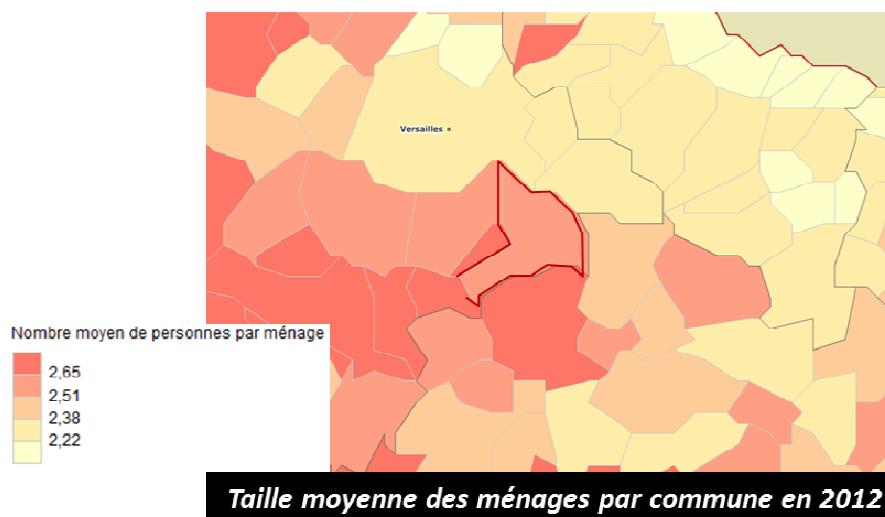 Versailles
Nombre moyen de personnes par ménage
2,65
2,51
2,38
2,22
Taille moyenne des ménages par commune en 2012